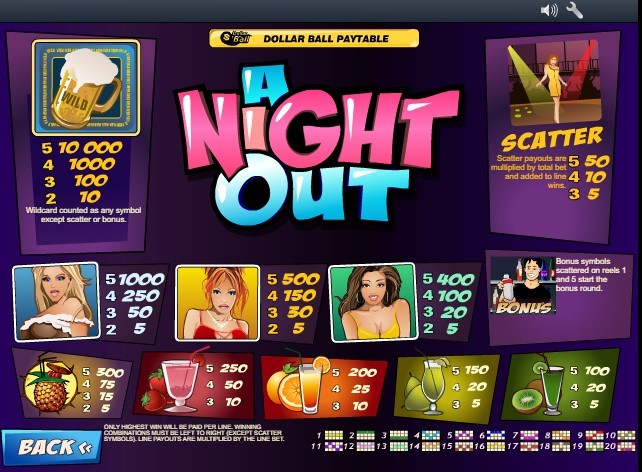 $ Dollar Ball DOLLAR BALL PAYTABLE
A
NIGHT
OUT
WILD
5 10 000
4 1000
3 100
2 10
Wildcard counted as any symbol
except scatter or bonus.
SCATTER
Scatter payouts are
multiplied by total bet
and added to line
wins.
5 50
4 10
3 5
5 1000
4 250
3 50
2 5
5 500
4 150
3 30
2 5
5 400
4 100
3 20
2 5
BONUS
Bonus symbols
scattered on reels 1
and 5 start the
bonus round.
5 300
4 75
3 15
2 5
5 250
4 50
3 10
5 200
4 25
3 10
5 150
4 20
3 5
5 100
4 20
3 5
BACK <<
ONLY HIGHEST WIN WILL BE PAID PER LINE. WINNING
COMBINATIONS MUST BE LEFT TO RIGHT (EXCEPT SCATTER
SYMBOLS). LINE PAYOUTS ARE MULTIPLIED BY THE LINE BET.
1 2 3 4 5 6 7 8 9 10
11 12 13 14 15 16 17 18 19 20